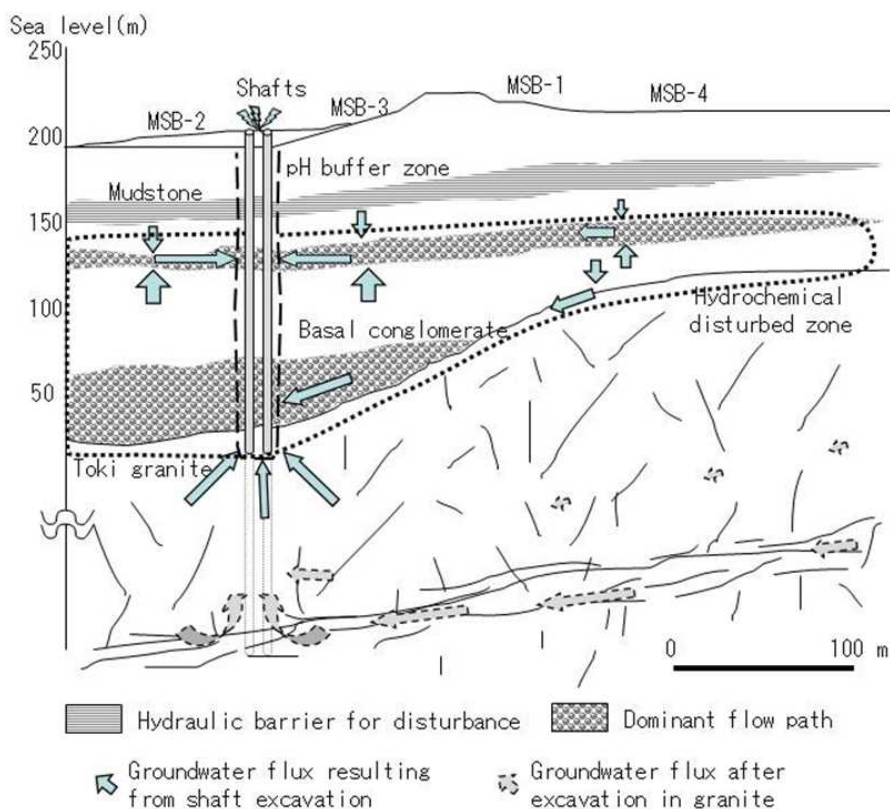 Sea level(m)
250
200
150
100
50
Shafts
MSB-2
MSB-3
MSB-1
MSB-4
pH buffer zone
Mudstone
Basal conglomerate
Hydrochemical
disturbed zone
Toki granite
0 100 m
Hydraulic barrier for disturbance
Dominant flow path
Groundwater flux resulting
from shaft excavation
Groundwater flux after
excavation in granite